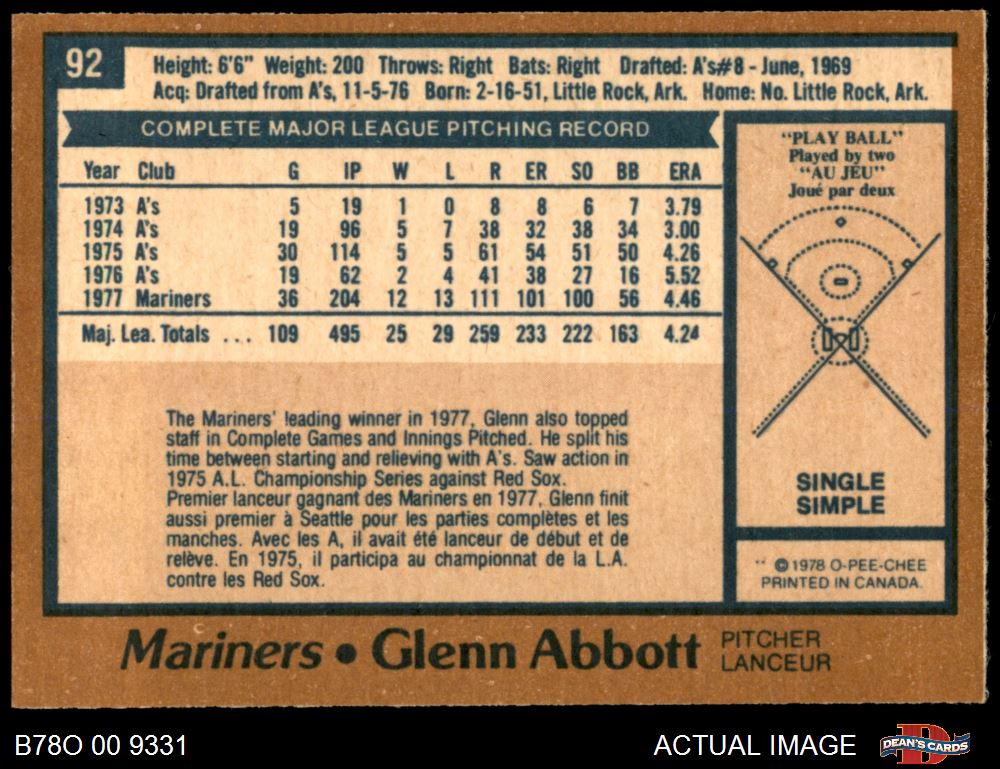 92
Height: 6'6" Weight: 200 Throws: Right Bats: Right Drafted: A's#8 - June, 1969
Acq: Drafted from A's, 11-5-76 Born: 2-16-51, Little Rock, Ark. Home: No. Little Rock, Ark.
COMPLETE MAJOR LEAGUE PITCHING RECORD
Year Club G IP W L R ER SO BB ERA
1973 A's 5 19 1 0 8 8 6 7 3.79
1974 A's 19 96 5 7 38 32 38 34 3.00
1975 A's 30 114 5 5 61 54 51 50 4.26
1976 A's 19 62 2 4 41 38 27 16 5.52
1977 Mariners 36 204 12 13 111 101 100 56 4.46
Maj. Lea. Totals ... 109 495 25 29 259 233 222 163 4.24
The Mariners' leading winner in 1977, Glenn also topped
staff in Complete Games and Innings Pitched. He split his
time between starting and relieving with A's. Saw action in
1975 A.L. Championship Series against Red Sox.
Premier lanceur gagnant des Mariners en 1977, Glenn finit
aussi premier à Seattle pour les parties complètes et les
manches. Avec les A, il avait été lanceur de début et de
relève. En 1975, il participa au championnat de la L.A.
contre les Red Sox.
"PLAY BALL"
Played by two
"AU JEU"
Joué par deux
SINGLE
SIMPLE
** © 1978 O-PEE-CHEE
PRINTED IN CANADA.
Mariners • Glenn Abbott PITCHER
LANCEUR
B78O 00 9331
ACTUAL IMAGE
D
DEAN'S CARDS